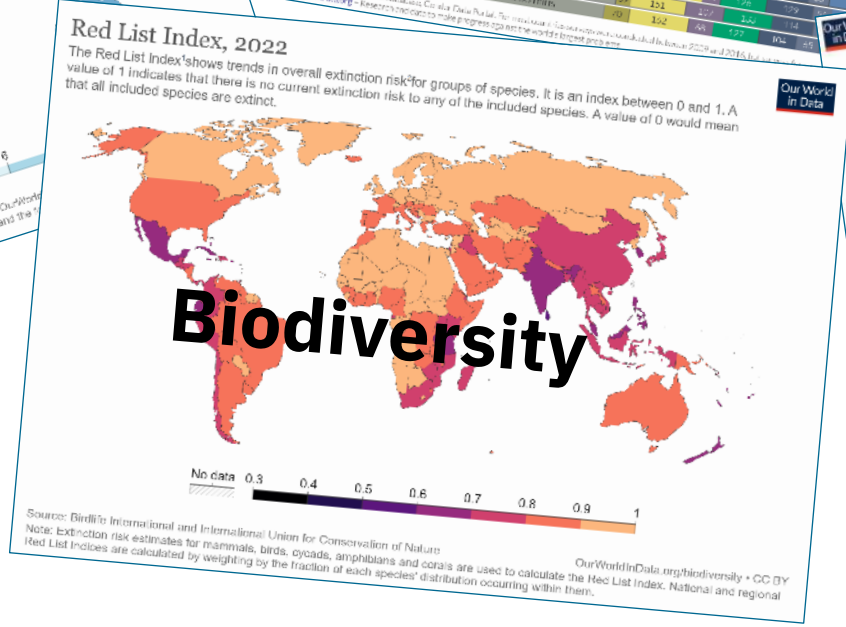 151
70
152
Red List Index, 2022
The Red List Index¹shows trends in overall extinction risk²for groups of species. It is an index between 0 and 1. A
value of 1 indicates that there is no current extinction risk to any of the included species. A value of 0 would mean
that all included species are extinct.
Our World
in Data
6
Biodiversity
No data
0.3
0.4
0.5
0.6
0.7
0.8
0.9
1
Source: Birdlife International and International Union for Conservation of Nature
OurWorldInData.org/biodiversity • CC BY
Note: Extinction risk estimates for mammals, birds, cycads, amphibians and corals are used to calculate the Red List Index. National and regional
Red List Indices are calculated by weighting by the fraction of each species' distribution occurring within them.